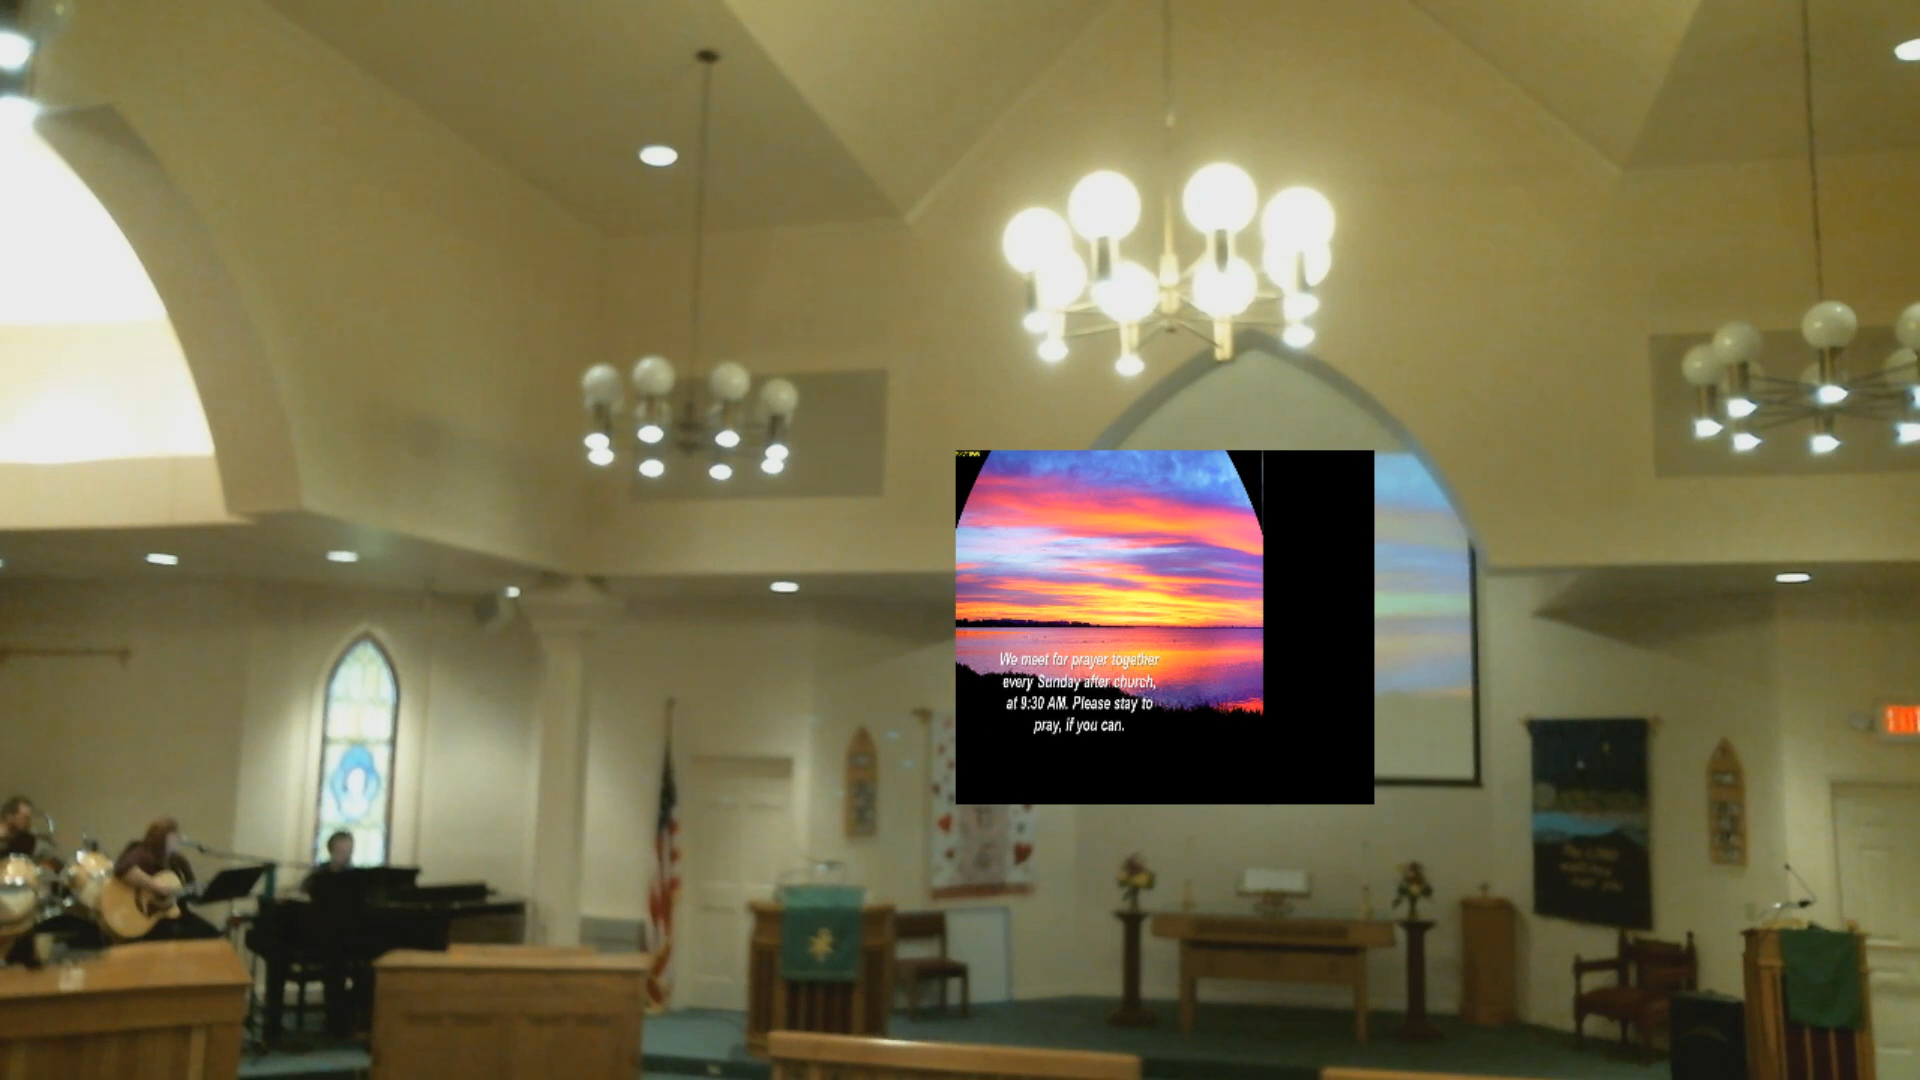 We meet for prayer together
every Sunday after church,
at 9:30 AM. Please stay to
pray, if you can.